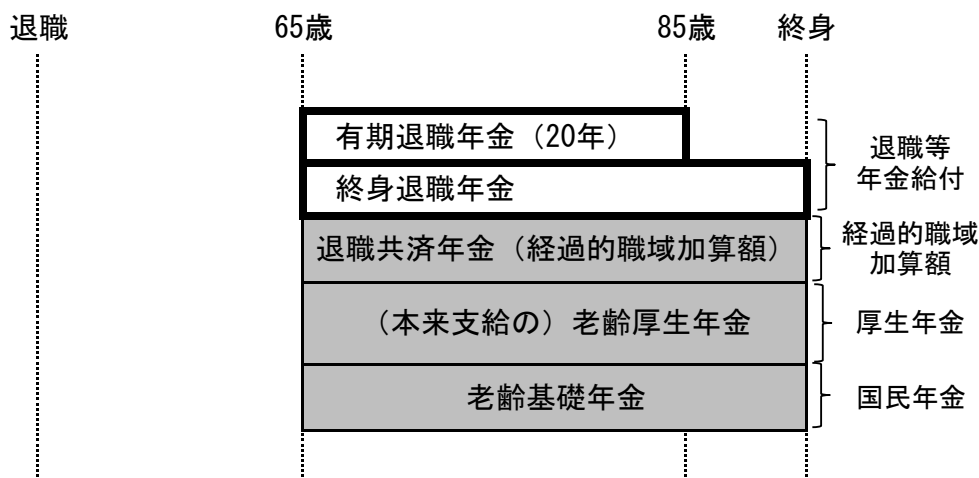 退職
65歳
85歳
終身
有期退職年金（20年）
終身退職年金
退職等
年金給付
退職共済年金（経過的職域加算額）
経過的職域
加算額
（本来支給の）老齢厚生年金
厚生年金
老齢基礎年金
国民年金